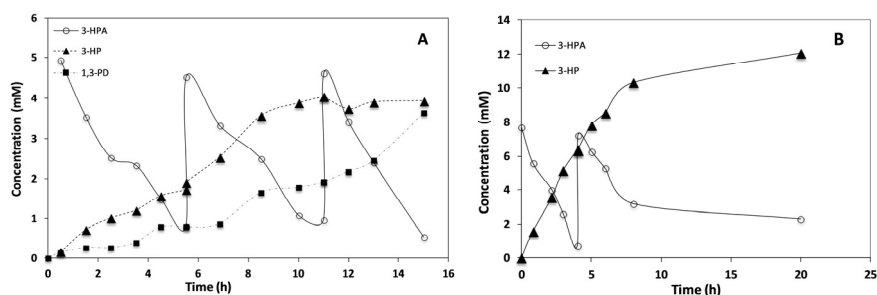 A
3-HPA
3-HP
1,3-PD
Concentration (mM)
6
5
4
3
2
1
0
0 2 4 6 8 10 12 14 16
Time (h)
B
3-HPA
3-HP
Concentration (mM)
14
12
10
8
6
4
2
0
0 5 10 15 20 25
Time (h)